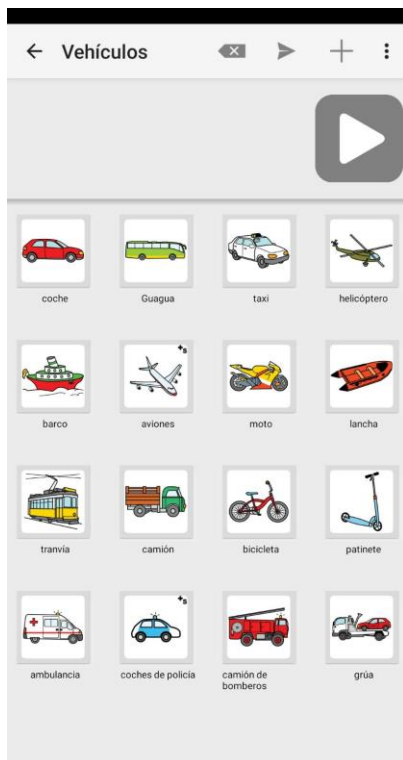 Vehículos
coche
Guagua
taxi
helicóptero
barco
+s
aviones
moto
lancha
tranvía
camión
bicicleta
patinete
ambulancia
+s
coches de policía
camión de
bomberos
grúa